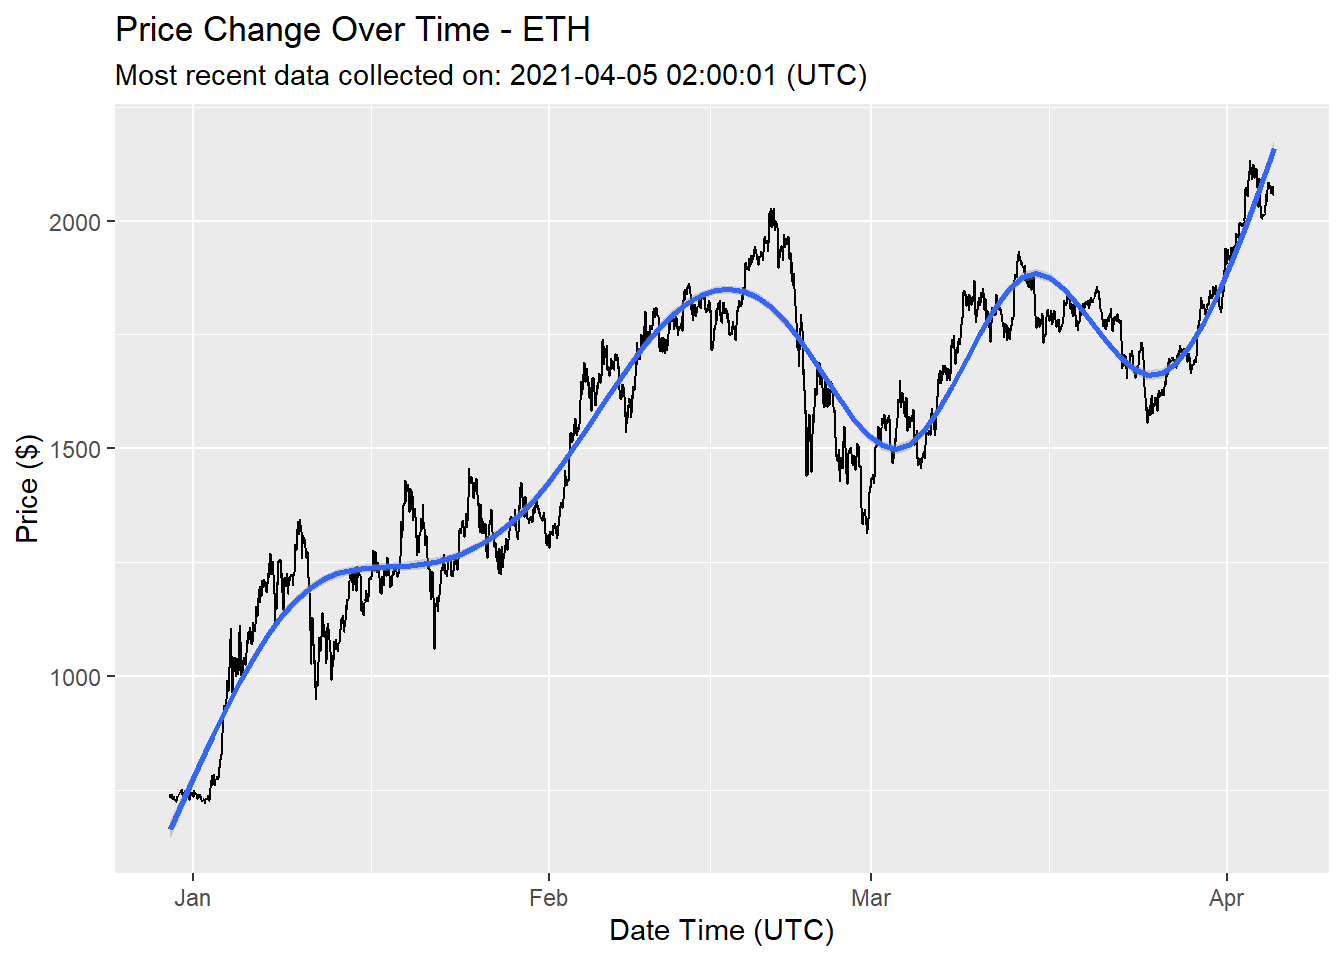 Price Change Over Time - ETH
Most recent data collected on: 2021-04-05 02:00:01 (UTC)
Price ($)
2000
1500
1000
Jan Feb Mar Apr
Date Time (UTC)